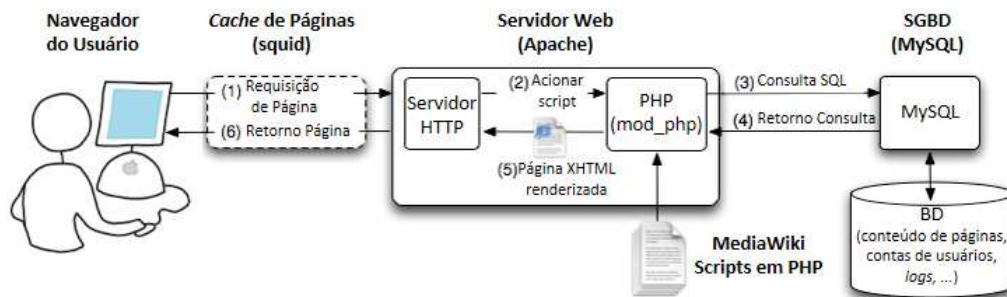 Navegador
do Usuário
Cache de Páginas
(squid)
Servidor Web
(Apache)
SGBD
(MySQL)
(1) Requisição
de Página
(6) Retorno Página
Servidor
HTTP
(2) Acionar
script
(5) Página XHTML
renderizada
PHP
(mod_php)
(3) Consulta SQL
(4) Retorno Consulta
MySQL
MediaWiki
Scripts em PHP
BD
(conteúdo de páginas,
contas de usuários,
logs, ...)